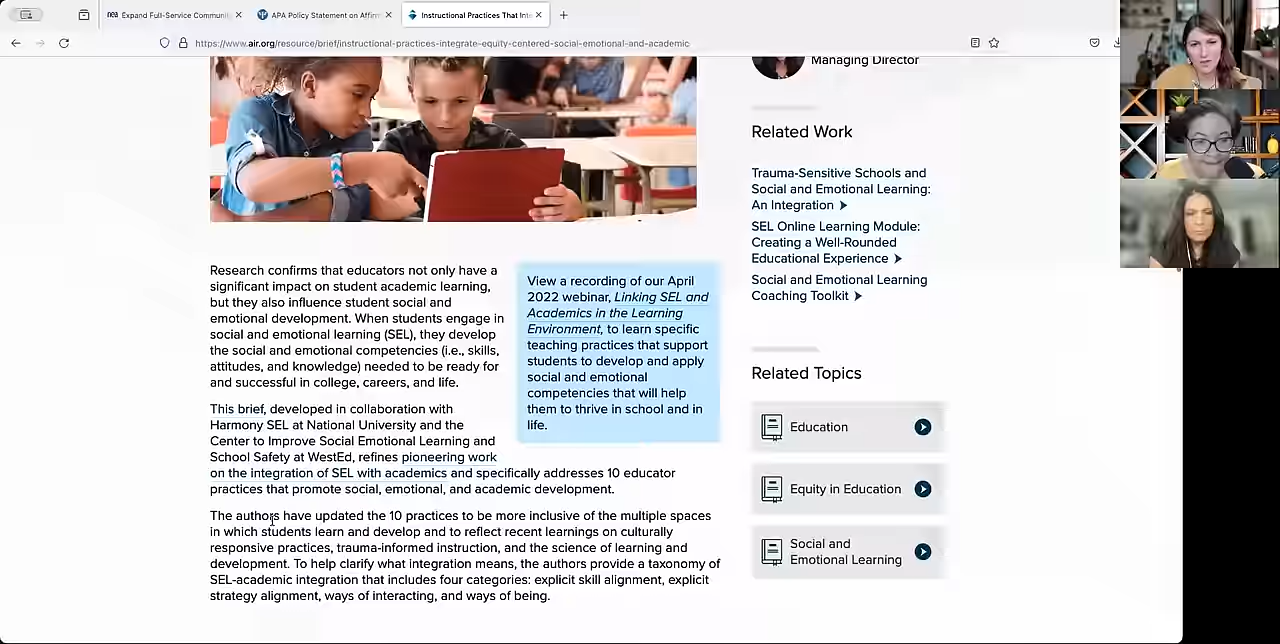 Expand Full-Service Communi
APA Policy Statement on Affir
Instructional Practices That Int
https://www.air.org/resource/brief/instructional-practices-integrate-equity-centered-social-emotional-and-academic
Managing Director
Related Work
Trauma-Sensitive Schools and
Social and Emotional Learning:
An Integration
SEL Online Learning Module:
Creating a Well-Rounded
Educational Experience
Social and Emotional Learning
Coaching Toolkit
Research confirms that educators not only have a
significant impact on student academic learning,
but they also influence student social and
emotional development. When students engage in
social and emotional learning (SEL), they develop
the social and emotional competencies (i.e., skills,
attitudes, and knowledge) needed to be ready for
and successful in college, careers, and life.
View a recording of our April
2022 webinar, Linking SEL and
Academics in the Learning
Environment, to learn specific
teaching practices that support
students to develop and apply
social and emotional
competencies that will help
them to thrive in school and in
life.
This brief, developed in collaboration with
Harmony SEL at National University and the
Center to Improve Social Emotional Learning and
School Safety at WestEd, refines pioneering work
on the integration of SEL with academics and specifically addresses 10 educator
practices that promote social, emotional, and academic development.
The authors have updated the 10 practices to be more inclusive of the multiple spaces
in which students learn and develop and to reflect recent learnings on culturally
responsive practices, trauma-informed instruction, and the science of learning and
development. To help clarify what integration means, the authors provide a taxonomy of
SEL-academic integration that includes four categories: explicit skill alignment, explicit
strategy alignment, ways of interacting, and ways of being.
Related Topics
Education
Equity in Education
Social and
Emotional Learning